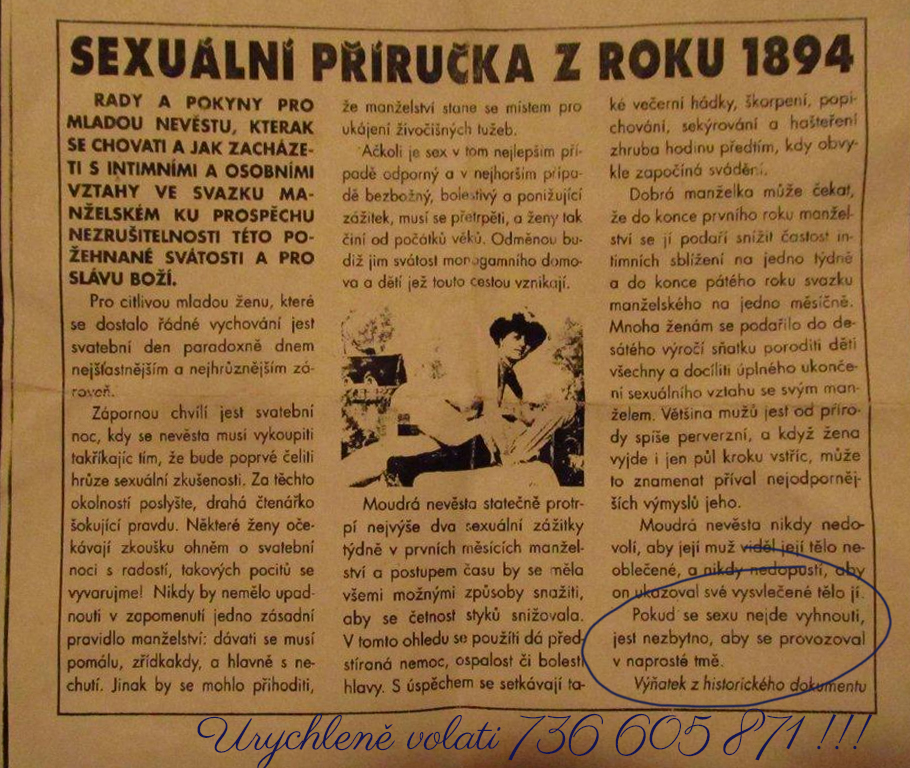 SEXUÁLNÍ PŘÍRUČKA Z ROKU 1894
RADY A POKYNY PRO
MLADOU NEVĚSTU, KTERAK
SE CHOVATI A JAK ZACHÁZE-
TI S INTIMNÍMI A OSOBNÍMI
VZTAHY VE SVAZKU MA-
NŽELSKÉM KU PROSPĚCHU
NEZRUŠITELNOSTI TÉTO PO-
ŽEHNANÉ SVÁTOSTI A PRO
SLÁVU BOŽÍ.
Pro citlivou mladou ženu, které
se dostalo řádné vychování jest
svatební den paradoxně dnem
nejšťastnějším a nejhrůznějším zá-
roveň.
Zápornou chvílí jest svatební
noc, kdy se nevěsta musí vykoupiti
takříkajíc tím, že bude poprvé čeliti
hrůze sexuální zkušenosti. Za těchto
okolností poslyšte, drahá čtenářko
šokující pravdu. Některé ženy oče-
kávají zkoušku ohněm o svatební
noci s radostí, takových pocitů se
vyvarujme! Nikdy by nemělo upad-
nouti v zapomenutí jedno zásadní
pravidlo manželství: dávati se musí
pomálu, zřídkakdy, a hlavně s ne-
chutí. Jinak by se mohlo přihoditi,
že manželství stane se místem pro
ukájení živočišných tužeb.
Ačkoli je sex v tom nejlepším pří-
padě odporný a v nejhorším přípa-
dě bezbožný, bolestivý a ponižující
zážitek, musí se přetrpěti, a ženy tak
činí od počátků věků. Odměnou bu-
diž jim svátost monogamního domo-
va a dětí jež touto cestou vznikají.
Moudrá nevěsta statečně protr-
pí nejvýše dva sexuální zážitky
týdně v prvních měsících manžel-
ství a postupem času by se měla
všemi možnými způsoby snažiti,
aby se četnost styků snižovala.
V tomto ohledu se použíti dá před-
stíraná nemoc, ospalost či bolesti
hlavy. S úspěchem se setkávají ta-
ké večerní hádky, škorpení, popi-
chování, sekýrování a hašteření
zhruba hodinu předtím, kdy obvy-
kle započíná svádění.
Dobrá manželka může čekat,
že do konce prvního roku manžel-
ství se jí podaří snížit častost in-
timních sblížení na jedno týdně
a do konce pátého roku svazku
manželského na jedno měsíčně.
Mnoha ženám se podařilo do de-
sátého výročí sňatku poroditi děti
všechny a docíliti úplného ukonče-
ní sexuálního vztahu se svým man-
želem. Většina mužů jest od příro-
dy spíše perverzní, a když žena
vyjde i jen půl kroku vstříc, může
to znamenat příval nejodporněj-
ších výmyslů jeho.
Moudrá nevěsta nikdy nedo-
volí, aby její muž viděl její tělo ne-
oblečené, a nikdy nedopustí, aby
on ukazoval své vysvlečené tělo jí.
Pokud se sexu nejde vyhnouti,
jest nezbytno, aby se provozoval
v naprosté tmě.
Výňatek z historického dokumentu
Urychleně volati 736 605 871 !!!